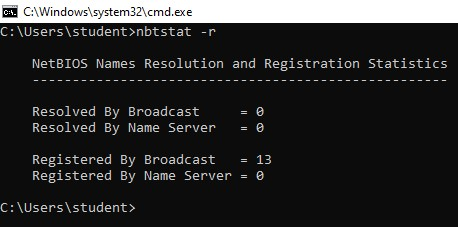 C:\Windows\system32\cmd.exe
C:\Users\student>nbtstat -r
NetBIOS Names Resolution and Registration Statistics
----------------------------------------------------
Resolved By Broadcast     = 0
Resolved By Name Server   = 0
Registered By Broadcast   = 13
Registered By Name Server = 0
C:\Users\student>